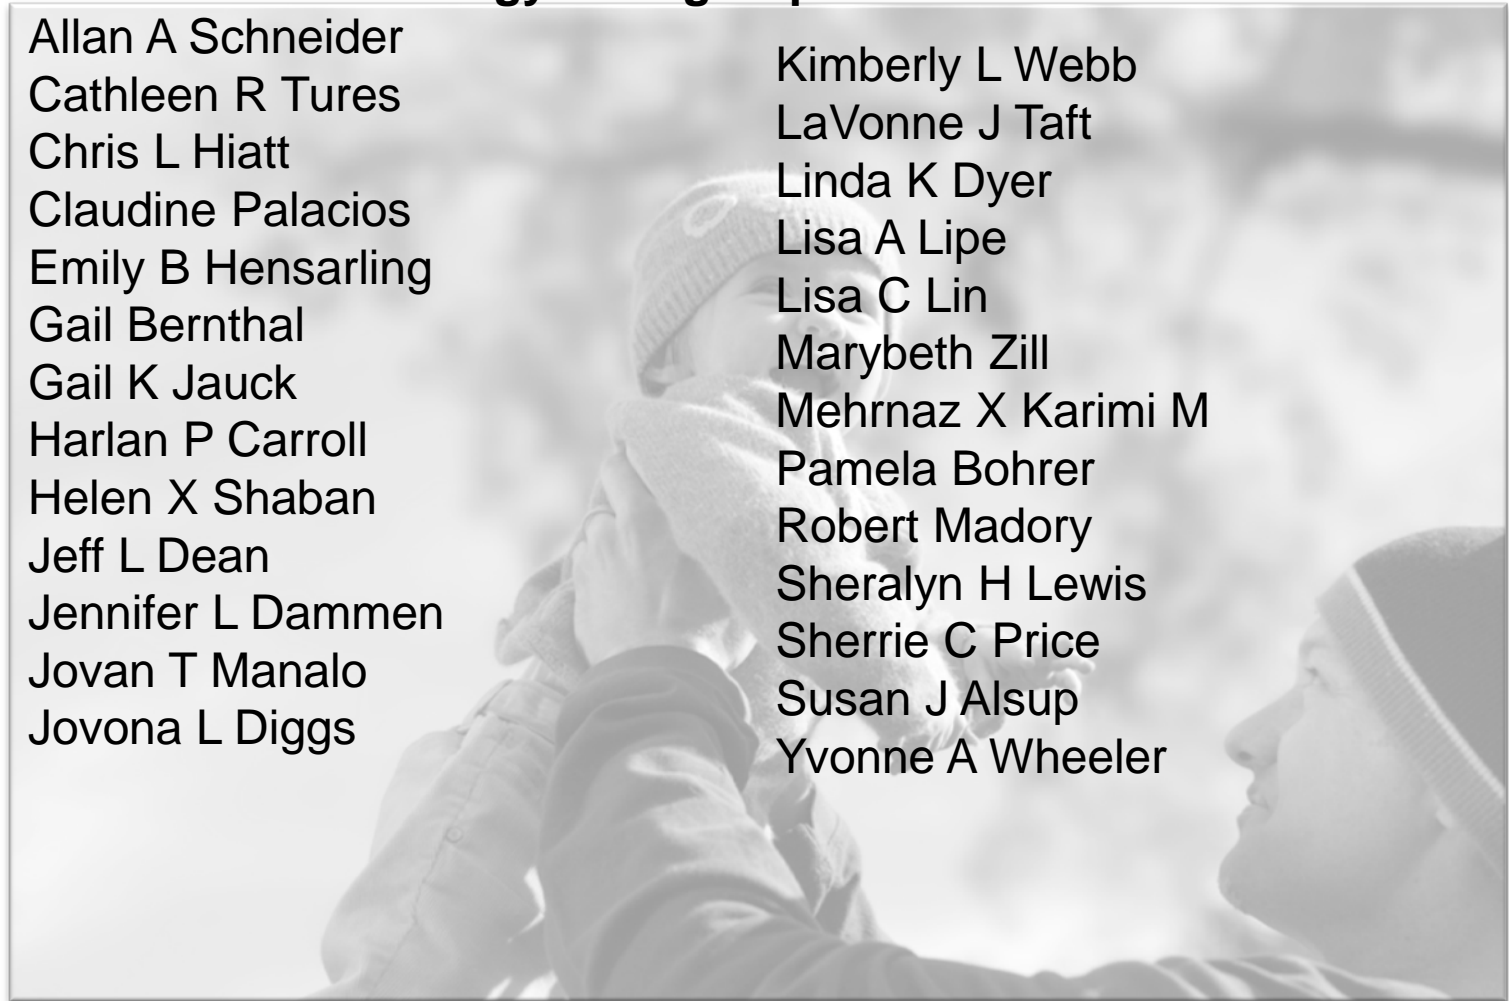 Allan A Schneider
Cathleen R Tures
Chris L Hiatt
Claudine Palacios
Emily B Hensarling
Gail Bernthal
Gail K Jauck
Harlan P Carroll
Helen X Shaban
Jeff L Dean
Jennifer L Dammen
Jovan T Manalo
Jovona L Diggs
Kimberly L Webb
LaVonne J Taft
Linda K Dyer
Lisa A Lipe
Lisa C Lin
Marybeth Zill
Mehrnaz X Karimi M
Pamela Bohrer
Robert Madory
Sheralyn H Lewis
Sherrie C Price
Susan J Alsup
Yvonne A Wheeler